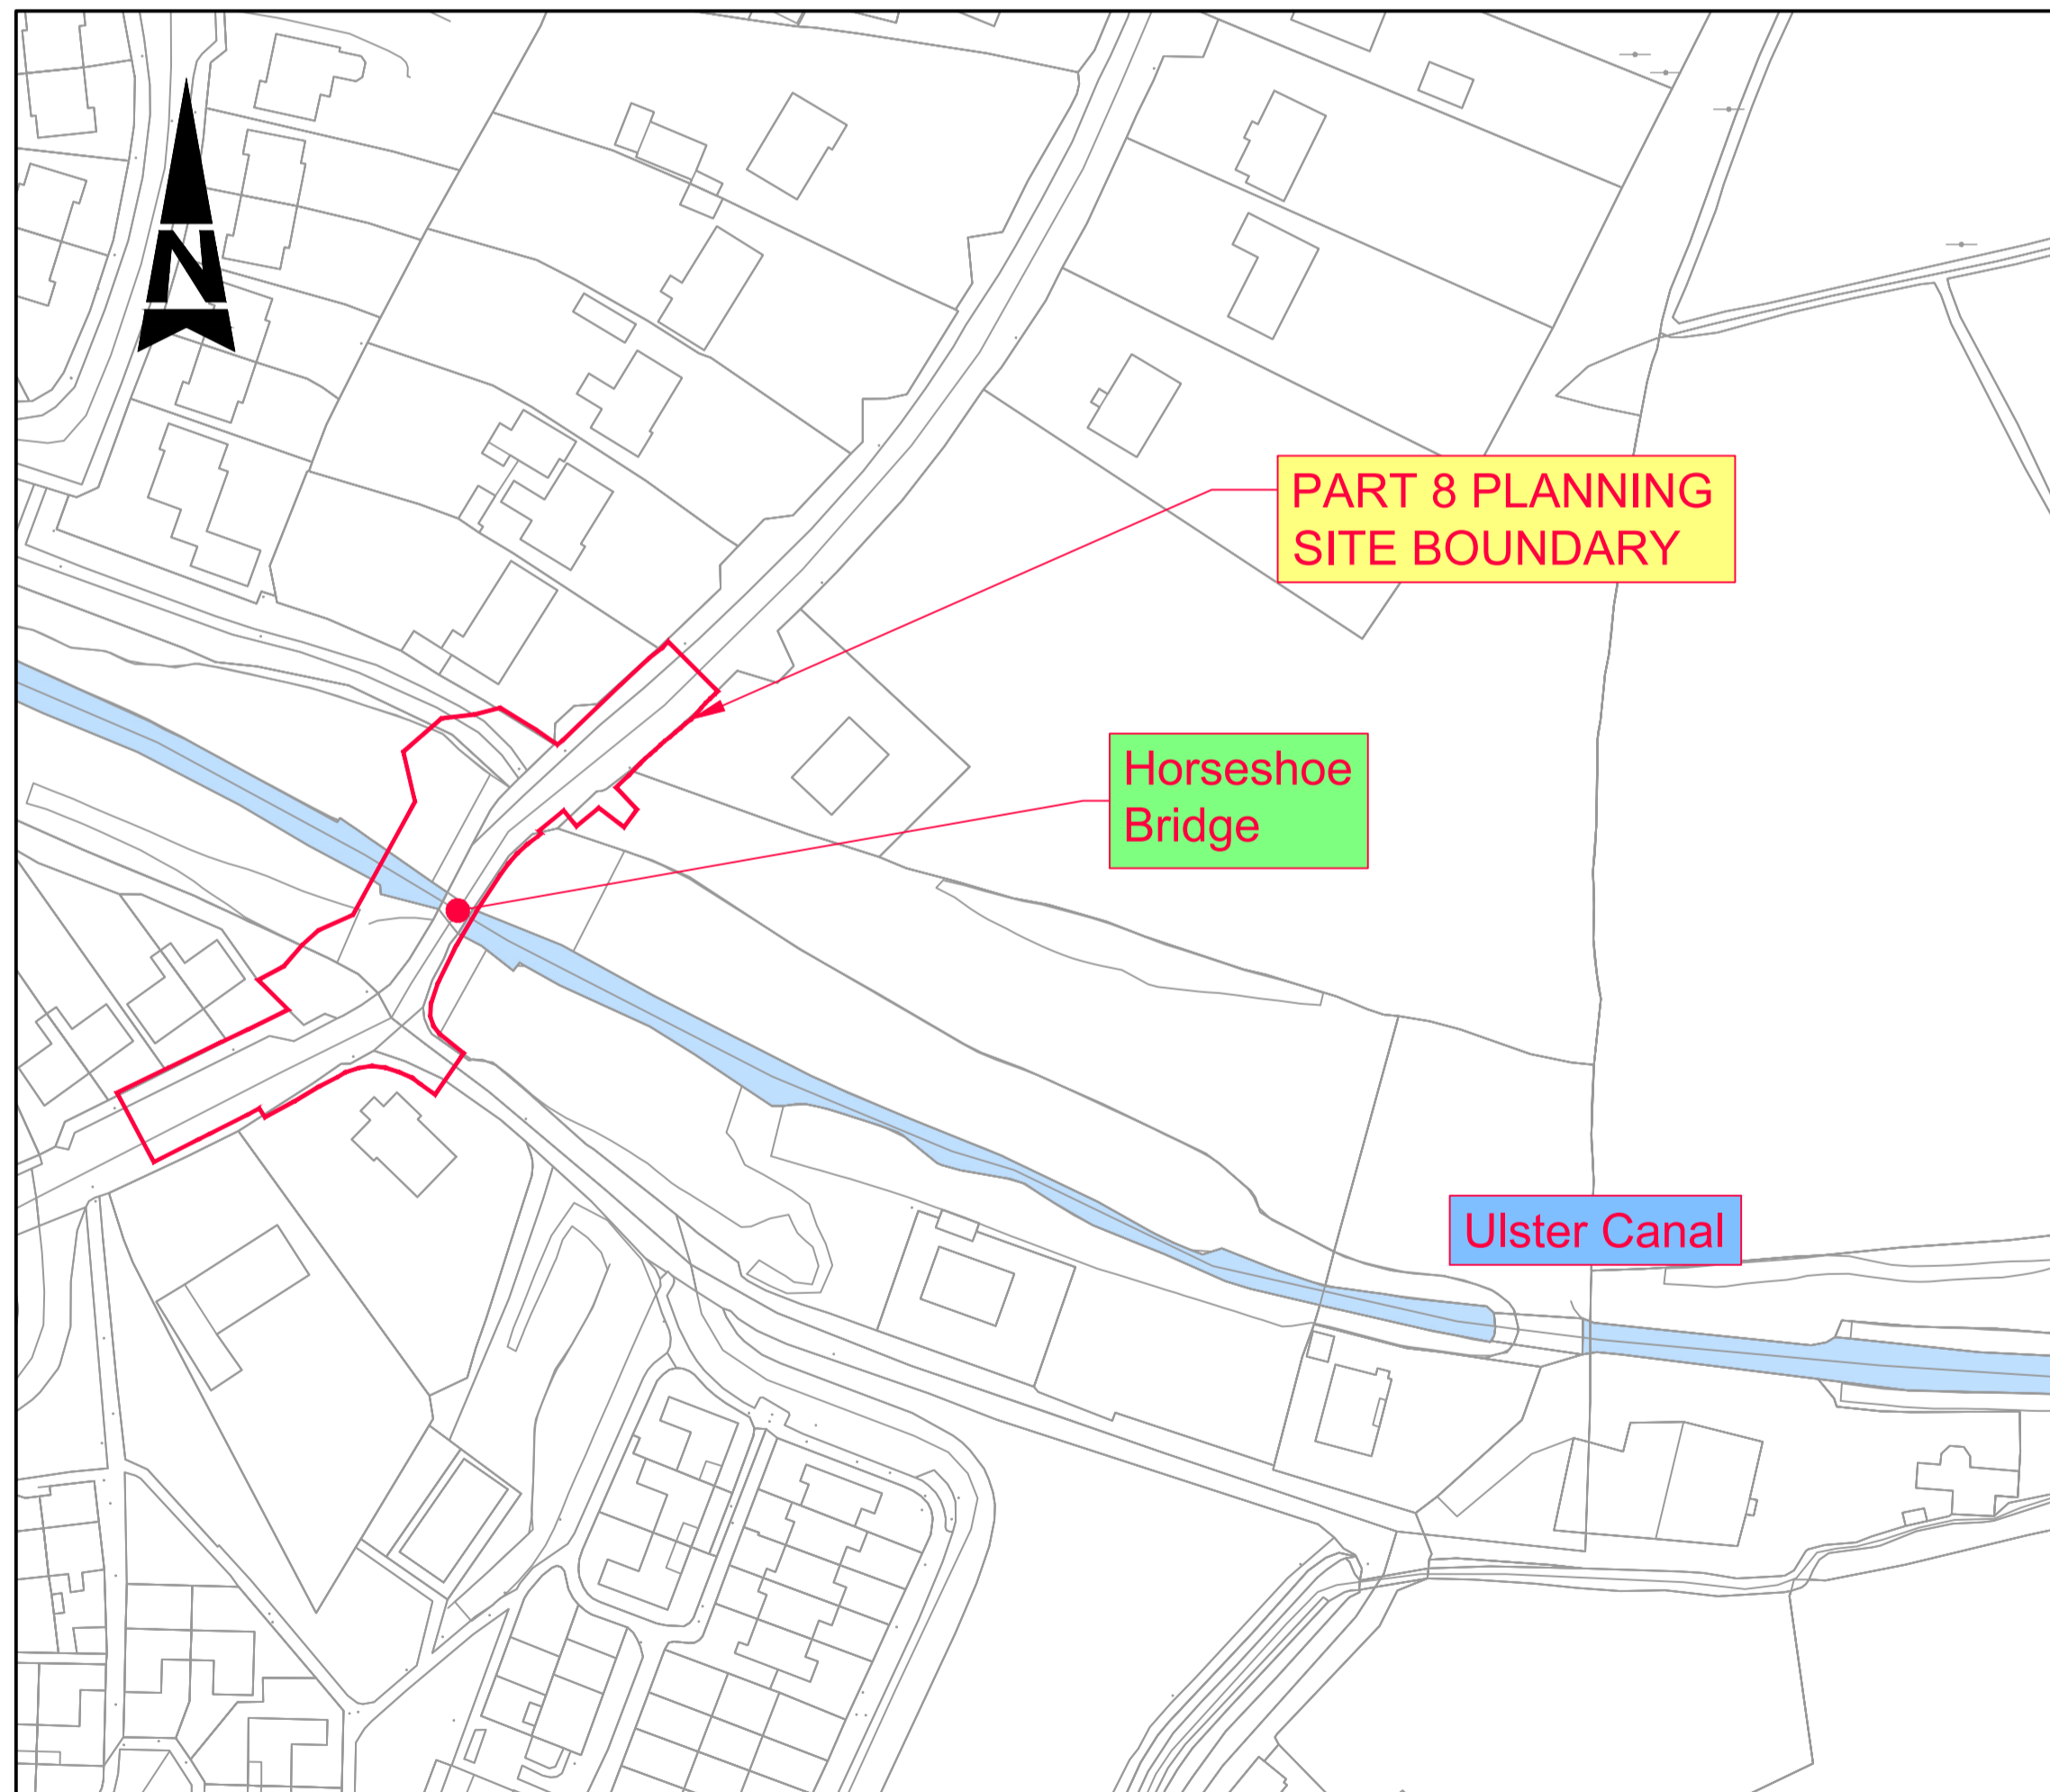 N
PART 8 PLANNING
SITE BOUNDARY
Horseshoe
Bridge
Ulster Canal